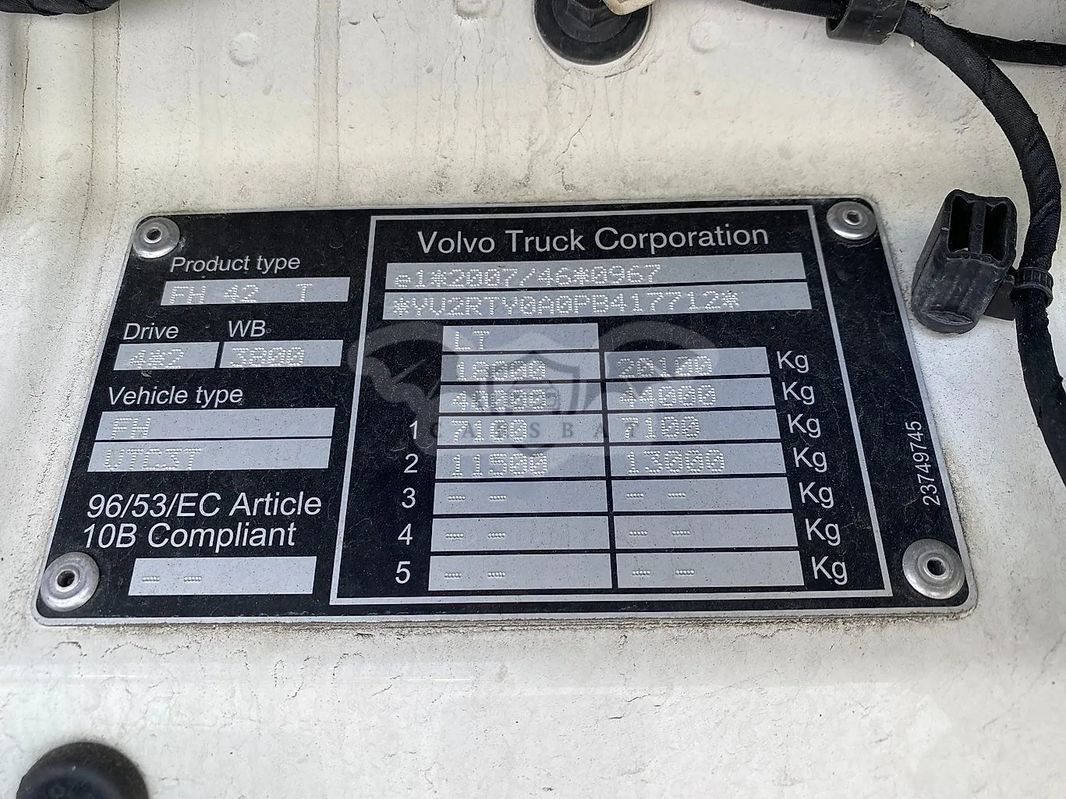 Product type
FH 42 T
Drive WB
4*2 3800
Vehicle type
FH
VTC3T
96/53/EC Article
10B Compliant
-- --
Volvo Truck Corporation
e1*2007/46*0967
*YV2RTY0A0PB417712*
LT
18000 20100 Kg
44000 Kg
1 7100 7100 Kg
2 11500 13000 Kg
3 -- -- -- -- Kg
4 -- -- -- -- Kg
5 -- -- -- -- Kg
23749745